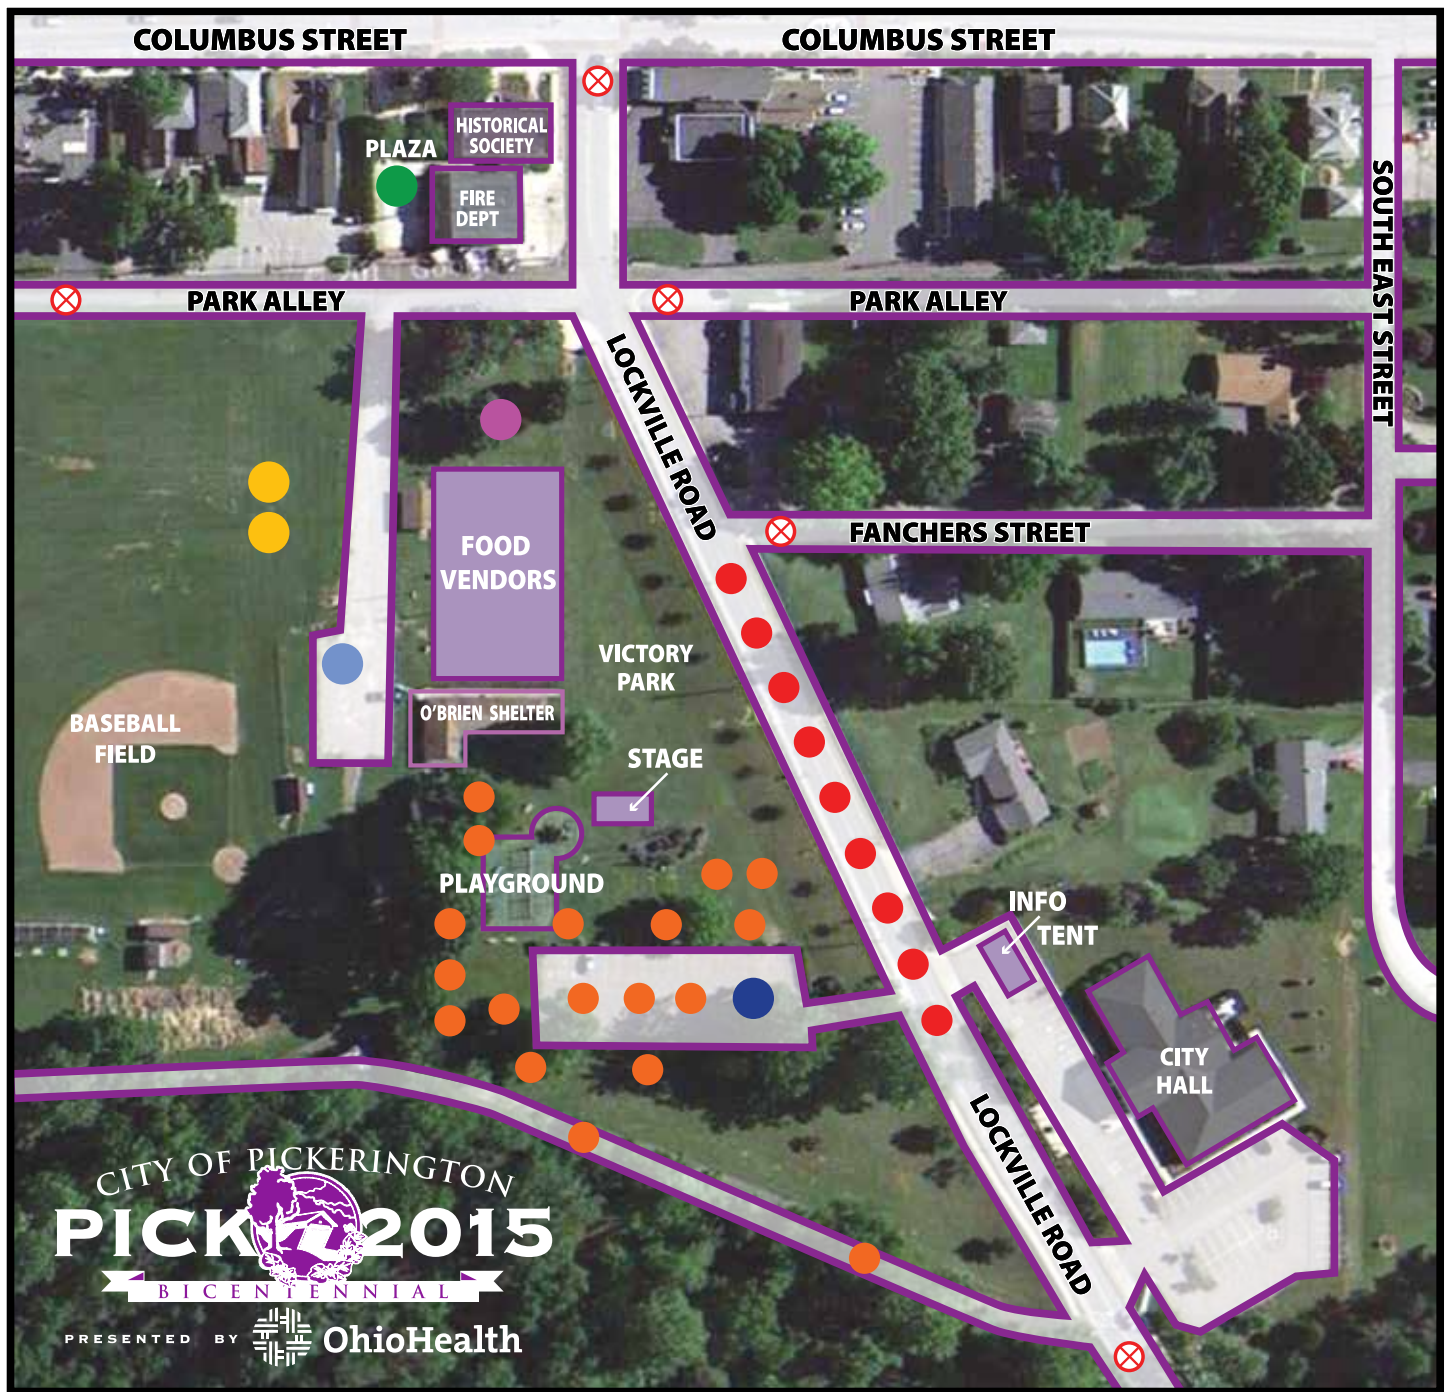 COLUMBUS STREET
COLUMBUS STREET
HISTORICAL
SOCIETY
PLAZA
FIRE
DEPT
SOUTH EAST STREET
PARK ALLEY
PARK ALLEY
LOCKVILLE ROAD
FANCHERS STREET
FOOD
VENDORS
VICTORY
PARK
O'BRIEN SHELTER
BASEBALL
FIELD
STAGE
PLAYGROUND
INFO
TENT
CITY
HALL
LOCKVILLE ROAD
CITY OF PICKERINGTON
PICK 2015
BICENTENNIAL
PRESENTED BY OhioHealth